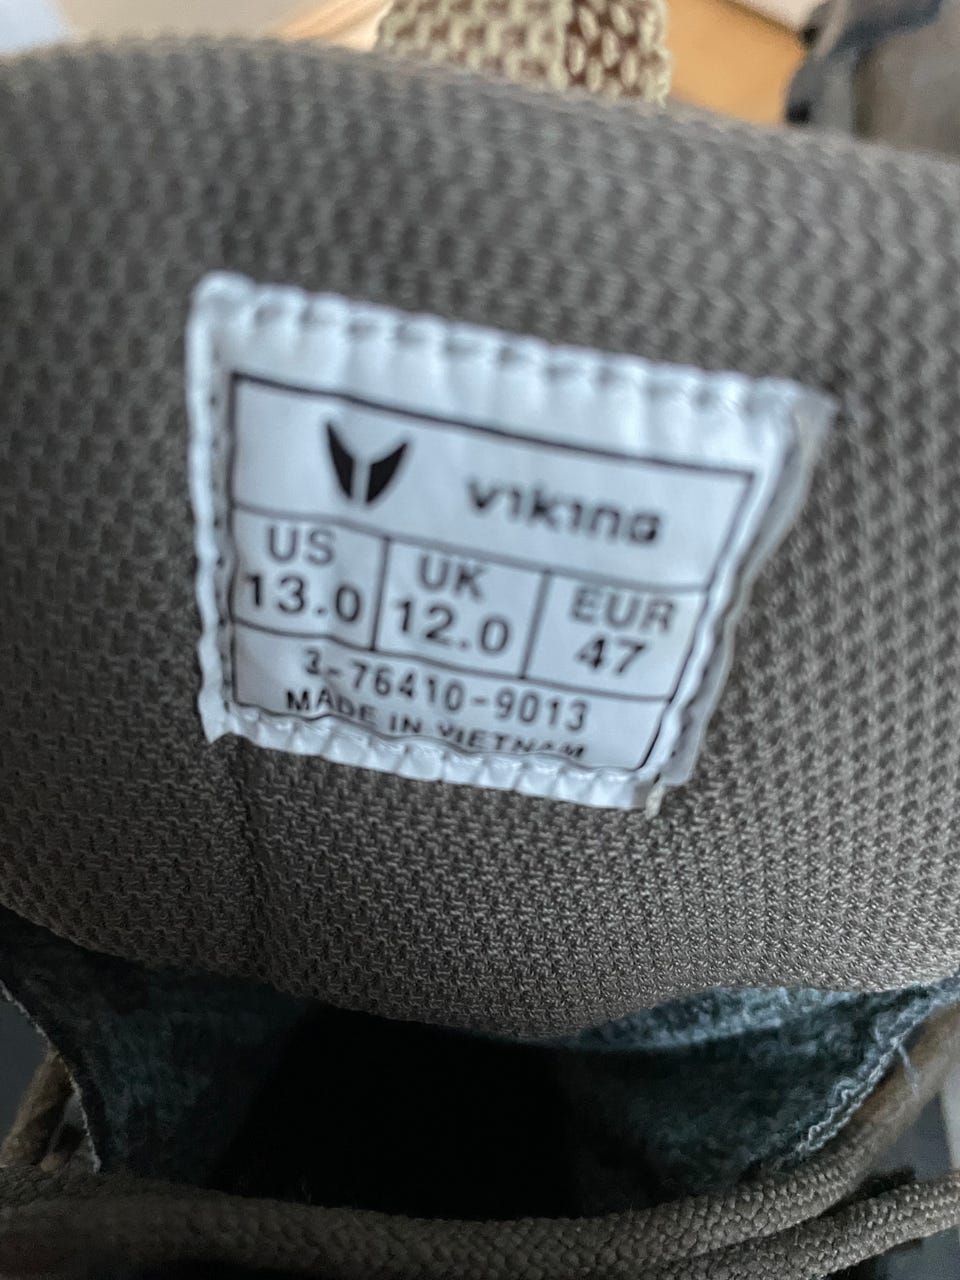 viking
US UK EUR
13.0 12.0 47
3-76410-9013
MADE IN VIETNAM